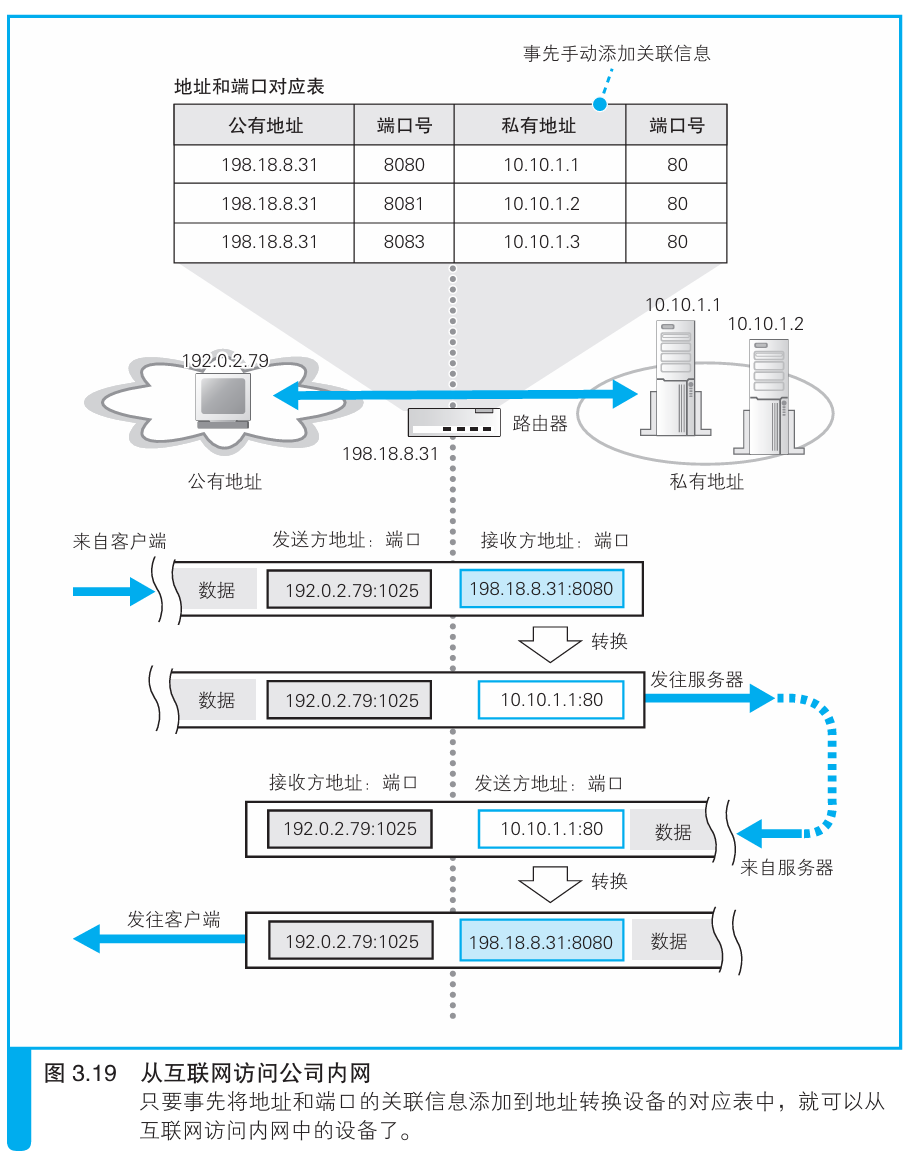 事先手动添加关联信息
地址和端口对应表
公有地址 端口号 私有地址 端口号
198.18.8.31 8080 10.10.1.1 80
198.18.8.31 8081 10.10.1.2 80
198.18.8.31 8083 10.10.1.3 80
10.10.1.1
10.10.1.2
192.0.2.79
路由器
198.18.8.31
公有地址
私有地址
来自客户端
发送方地址：端口
接收方地址：端口
数据 192.0.2.79:1025 198.18.8.31:8080
转换
发往服务器
数据 192.0.2.79:1025 10.10.1.1:80
接收方地址：端口
发送方地址：端口
192.0.2.79:1025 10.10.1.1:80 数据
来自服务器
转换
发往客户端
192.0.2.79:1025 198.18.8.31:8080 数据
图 3.19 从互联网访问公司内网
只要事先将地址和端口的关联信息添加到地址转换设备的对应表中，就可以从
互联网访问内网中的设备了。